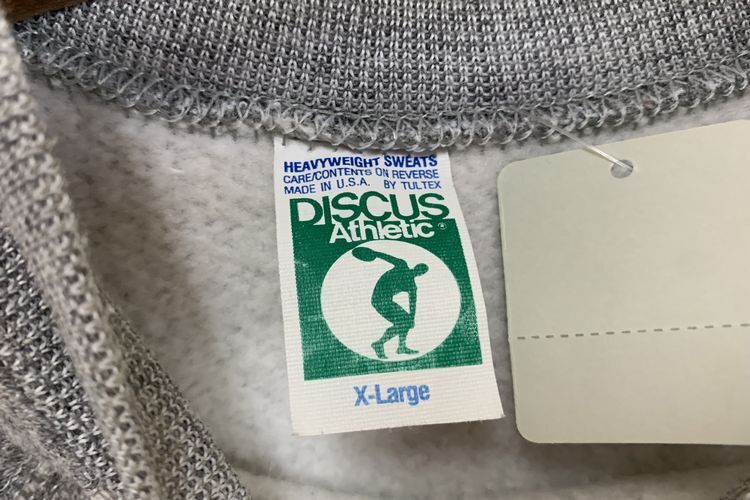 HEAVYWEIGHT SWEATS
CARE/CONTENTS ON REVERSE
MADE IN U.S.A. BY TULTEX
DISCUS
Athletic®
X-Large